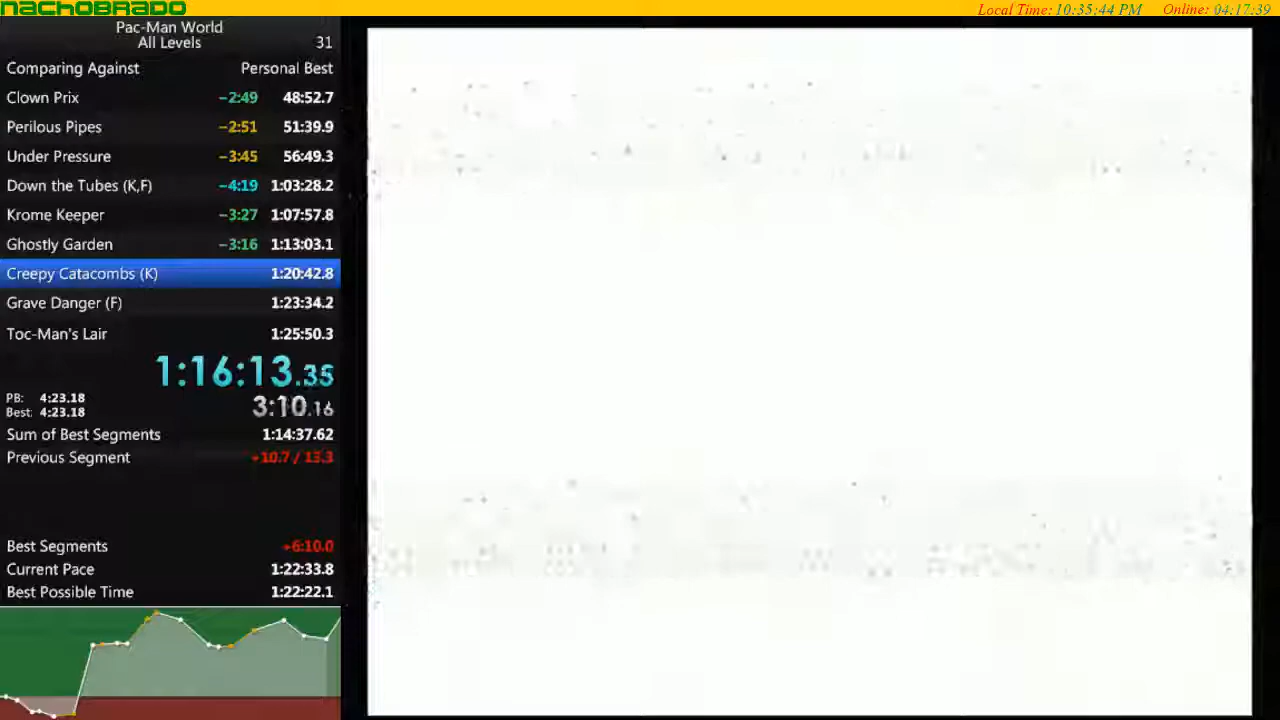 NACHOBRADO
Local Time: 10:35:44 PM Online: 04:17:39
Pac-Man World
All Levels 31
Comparing Against Personal Best
Clown Prix −2:49 48:52.7
Perilous Pipes −2:51 51:39.9
Under Pressure −3:45 56:49.3
Down the Tubes (K,F) −4:19 1:03:28.2
Krome Keeper −3:27 1:07:57.8
Ghostly Garden −3:16 1:13:03.1
Creepy Catacombs (K) 1:20:42.8
Grave Danger (F) 1:23:34.2
Toc-Man's Lair 1:25:50.3
1:16:13.35
PB: 4:23.18
Best: 4:23.18
3:10.16
Sum of Best Segments 1:14:37.62
Previous Segment +10.7 / 13.3
Best Segments +6:10.0
Current Pace 1:22:33.8
Best Possible Time 1:22:22.1